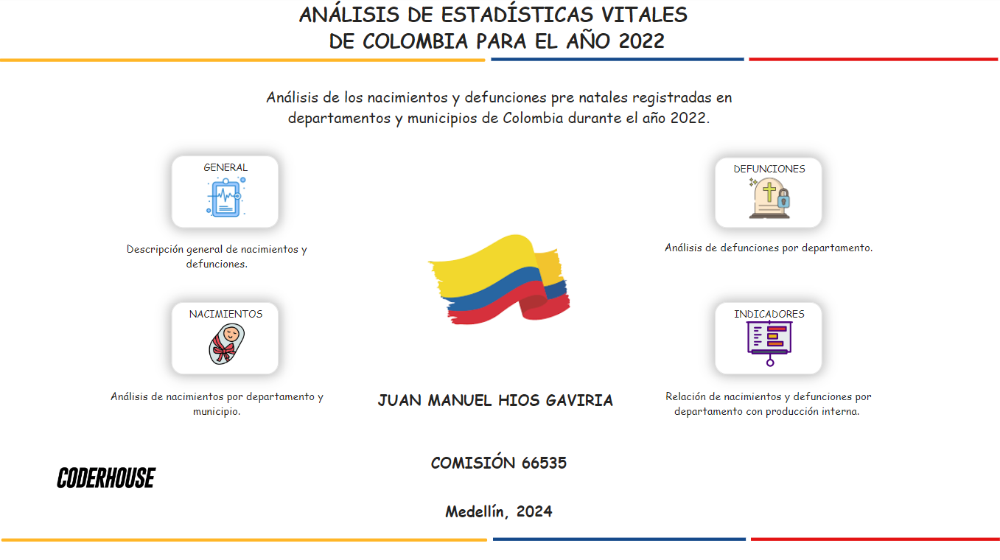 ANÁLISIS DE ESTADÍSTICAS VITALES
DE COLOMBIA PARA EL AÑO 2022
Análisis de los nacimientos y defunciones pre natales registradas en
departamentos y municipios de Colombia durante el año 2022.
GENERAL
Descripción general de nacimientos y
defunciones.
DEFUNCIONES
Análisis de defunciones por departamento.
NACIMIENTOS
Análisis de nacimientos por departamento y
municipio.
INDICADORES
Relación de nacimientos y defunciones por
departamento con producción interna.
JUAN MANUEL HIOS GAVIRIA
COMISIÓN 66535
CODERHOUSE
Medellín, 2024